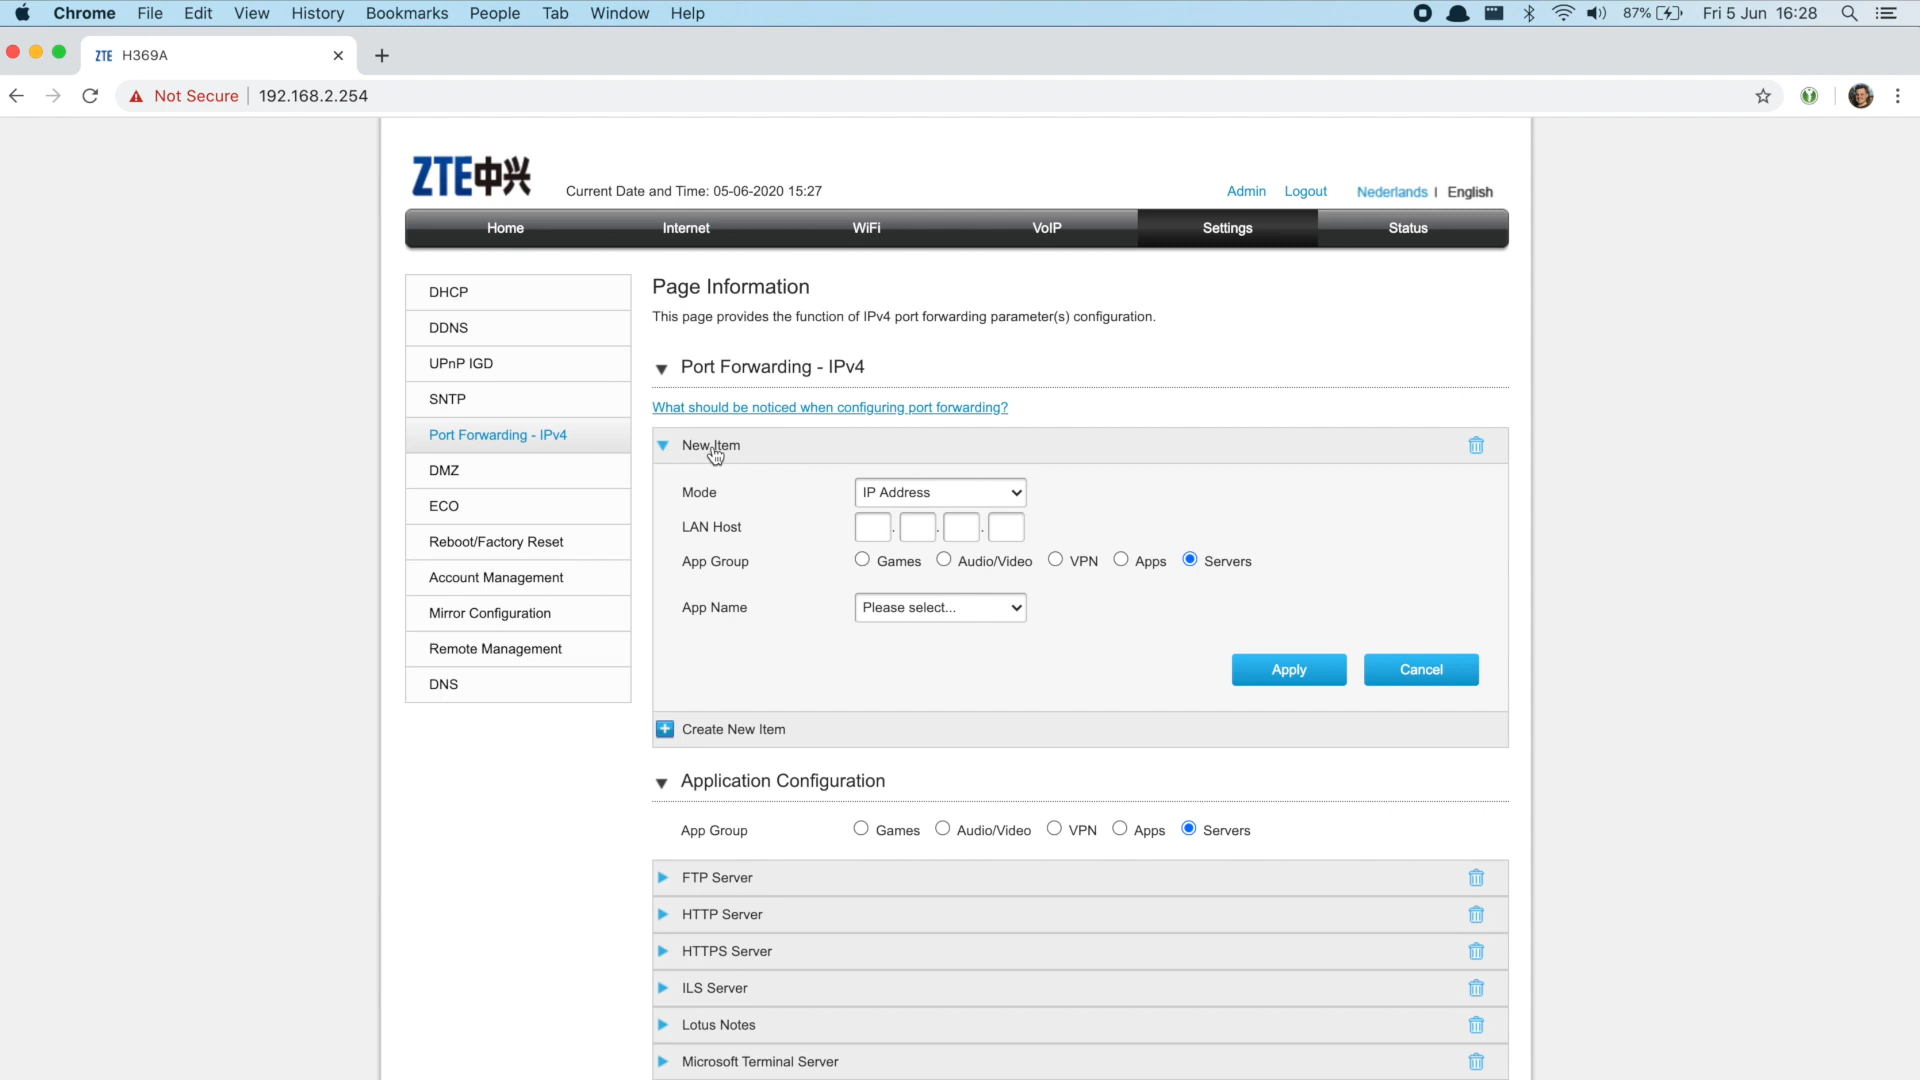 Chrome File Edit View History Bookmarks People Tab Window Help 87% Fri 5 Jun 16:28
ZTE H369A
Not Secure 192.168.2.254
ZTE中兴
Current Date and Time: 05-06-2020 15:27
Admin Logout Nederlands | English
Home Internet WiFi VoIP Settings Status
DHCP
DDNS
UPnP IGD
SNTP
Port Forwarding - IPv4
DMZ
ECO
Reboot/Factory Reset
Account Management
Mirror Configuration
Remote Management
DNS
Page Information
This page provides the function of IPv4 port forwarding parameter(s) configuration.
Port Forwarding - IPv4
What should be noticed when configuring port forwarding?
New Item
Mode IP Address
LAN Host . . .
App Group Games Audio/Video VPN Apps Servers
App Name Please select...
Apply Cancel
Create New Item
Application Configuration
App Group Games Audio/Video VPN Apps Servers
FTP Server
HTTP Server
HTTPS Server
ILS Server
Lotus Notes
Microsoft Terminal Server